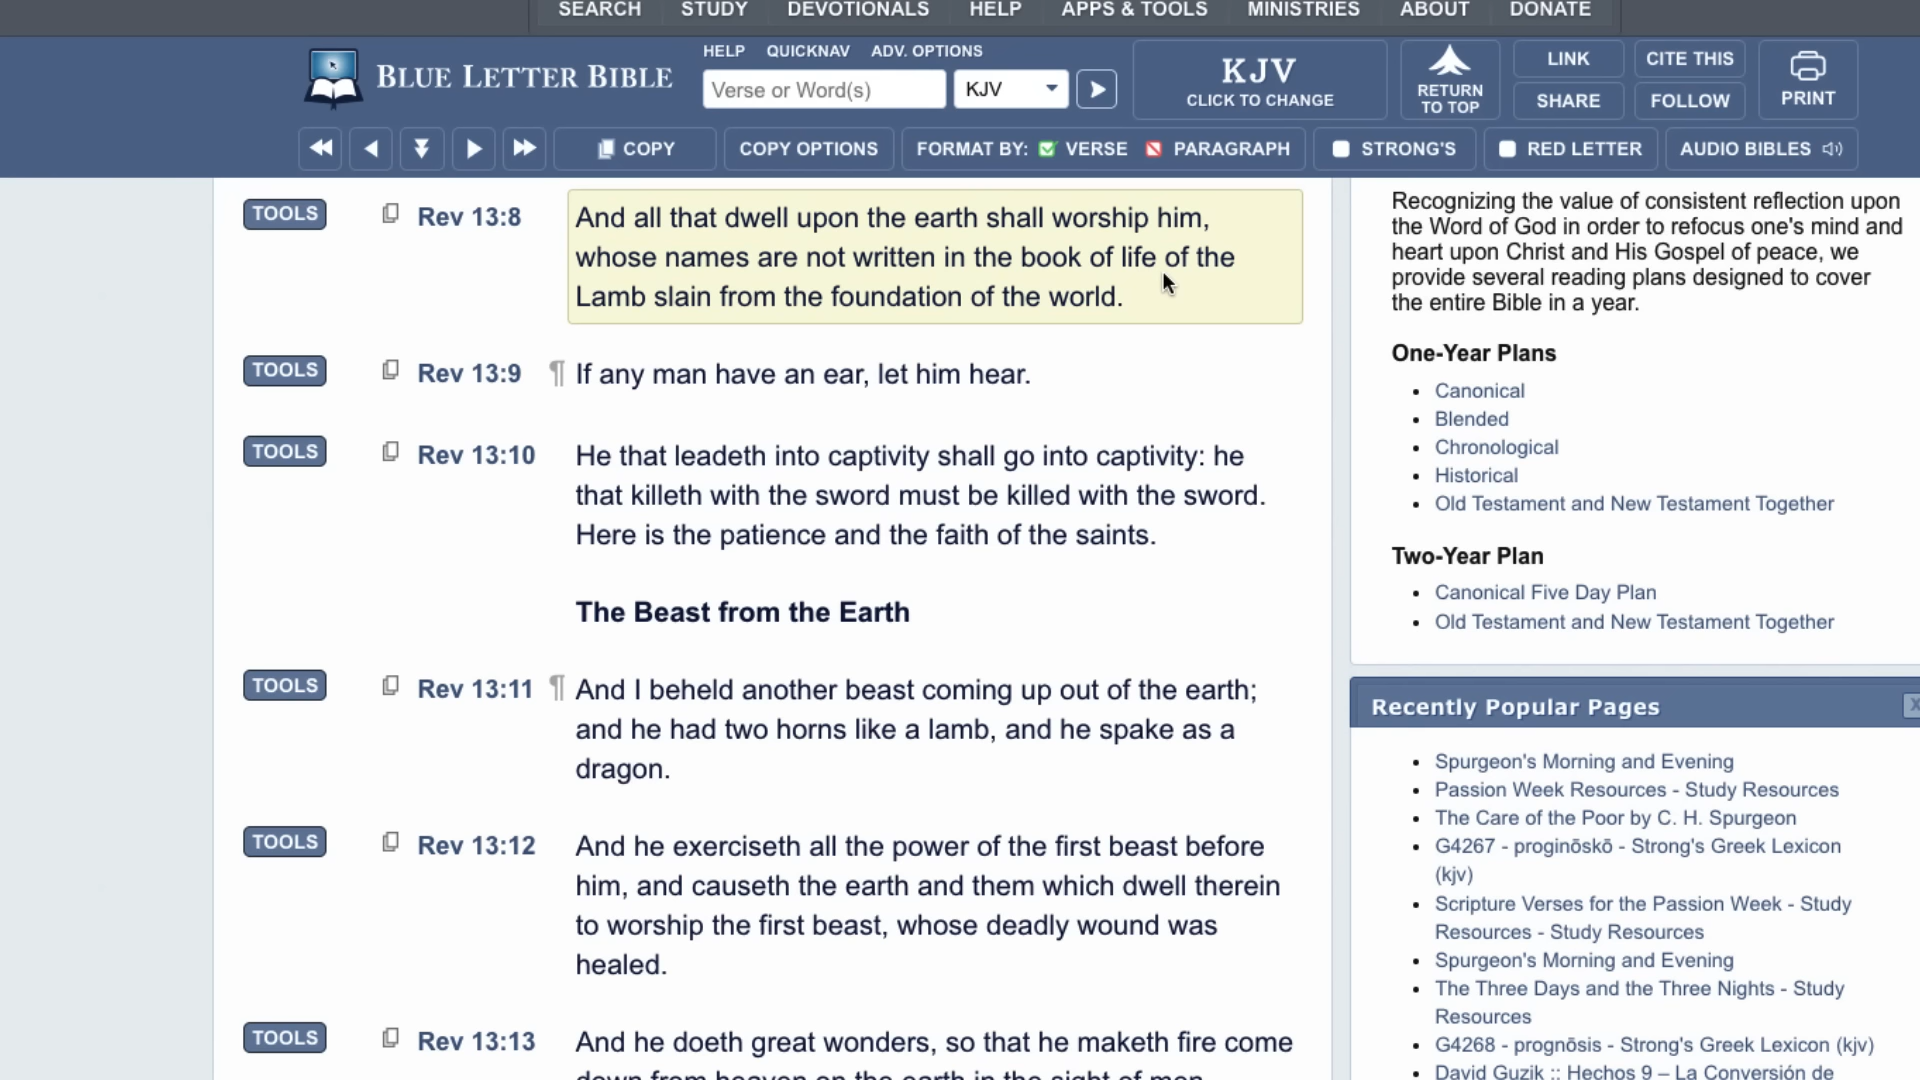 SEARCH STUDY DEVOTIONALS HELP APPS & TOOLS MINISTRIES ABOUT DONATE
BLUE LETTER BIBLE
HELP QUICKNAV ADV. OPTIONS
Verse or Word(s) KJV
KJV
CLICK TO CHANGE
RETURN
TO TOP
LINK CITE THIS
SHARE FOLLOW
PRINT
COPY COPY OPTIONS FORMAT BY: VERSE PARAGRAPH STRONG'S RED LETTER AUDIO BIBLES
TOOLS Rev 13:8 And all that dwell upon the earth shall worship him,
whose names are not written in the book of life of the
Lamb slain from the foundation of the world.
TOOLS Rev 13:9 ¶ If any man have an ear, let him hear.
TOOLS Rev 13:10 He that leadeth into captivity shall go into captivity: he
that killeth with the sword must be killed with the sword.
Here is the patience and the faith of the saints.
The Beast from the Earth
TOOLS Rev 13:11 ¶ And I beheld another beast coming up out of the earth;
and he had two horns like a lamb, and he spake as a
dragon.
TOOLS Rev 13:12 And he exerciseth all the power of the first beast before
him, and causeth the earth and them which dwell therein
to worship the first beast, whose deadly wound was
healed.
TOOLS Rev 13:13 And he doeth great wonders, so that he maketh fire come
down from heaven on the earth in the sight of men,
Recognizing the value of consistent reflection upon
the Word of God in order to refocus one's mind and
heart upon Christ and His Gospel of peace, we
provide several reading plans designed to cover
the entire Bible in a year.
One-Year Plans
• Canonical
• Blended
• Chronological
• Historical
• Old Testament and New Testament Together
Two-Year Plan
• Canonical Five Day Plan
• Old Testament and New Testament Together
Recently Popular Pages
• Spurgeon's Morning and Evening
• Passion Week Resources - Study Resources
• The Care of the Poor by C. H. Spurgeon
• G4267 - proginōskō - Strong's Greek Lexicon
(kjv)
• Scripture Verses for the Passion Week - Study
Resources - Study Resources
• Spurgeon's Morning and Evening
• The Three Days and the Three Nights - Study
Resources
• G4268 - prognōsis - Strong's Greek Lexicon (kjv)
• David Guzik :: Hechos 9 – La Conversión de